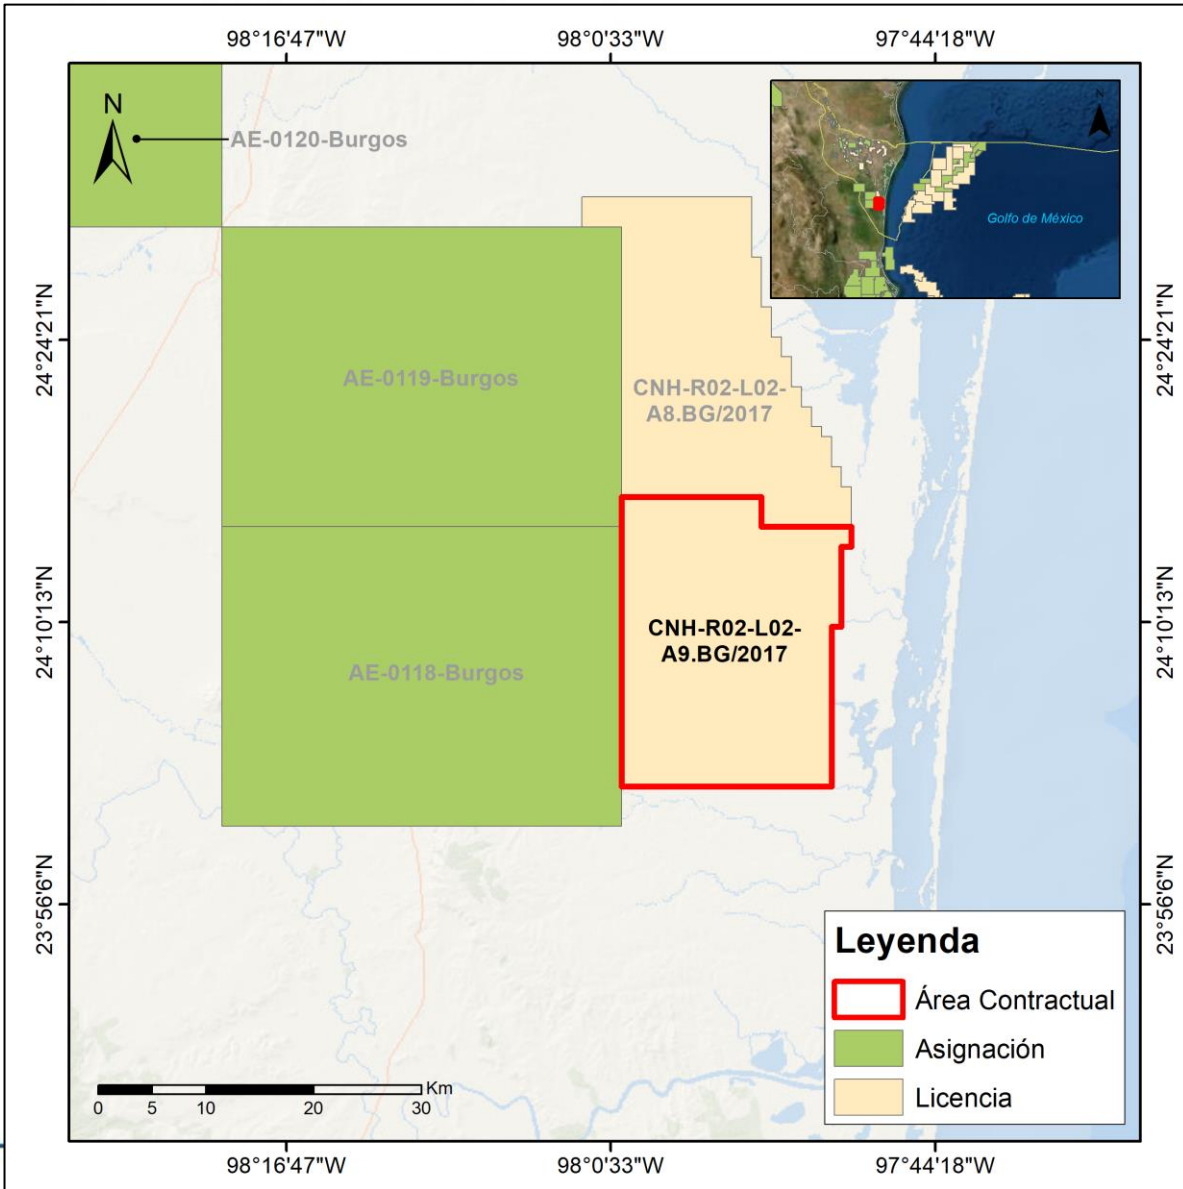 98°16'47"W
98°0'33"W
97°44'18"W
N
AE-0120-Burgos
N
Golfo de México
24°24'21"N
24°24'21"N
AE-0119-Burgos
CNH-R02-L02-
A8.BG/2017
24°10'13"N
24°10'13"N
CNH-R02-L02-
A9.BG/2017
AE-0118-Burgos
23°56'6"N
23°56'6"N
Leyenda
Área Contractual
Asignación
Licencia
Km
0 5 10 20 30
98°16'47"W
98°0'33"W
97°44'18"W